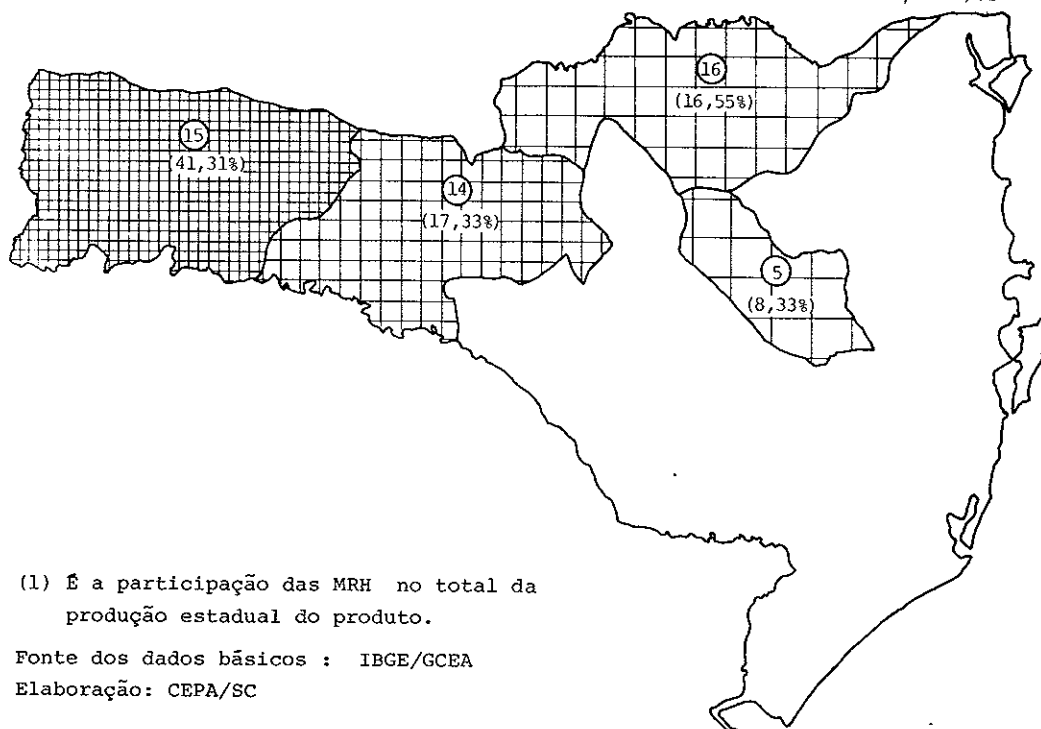 16
(16,55%)
15
(41,31%)
14
(17,33%)
5
(8,33%)
(1) É a participação das MRH no total da
produção estadual do produto.
Fonte dos dados básicos : IBGE/GCEA
Elaboração: CEPA/SC